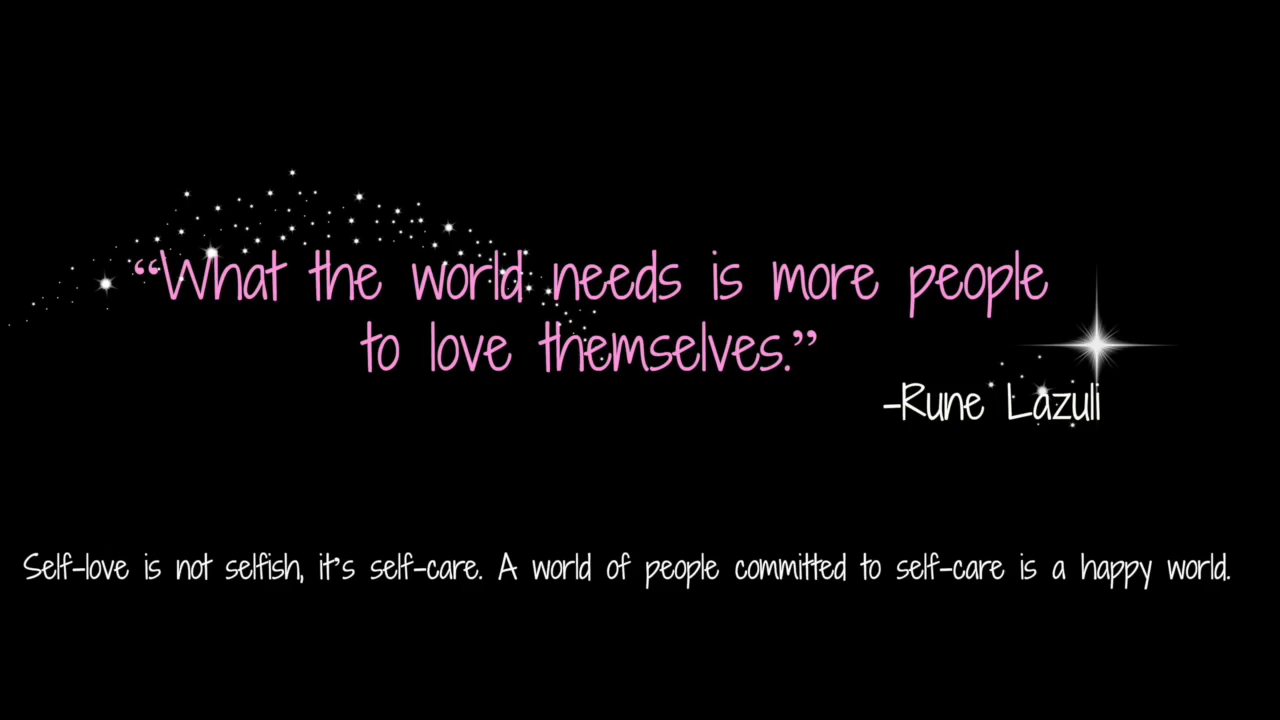 “What the world needs is more people
to love themselves.”
-Rune Lazuli
Self-love is not selfish, it’s self-care. A world of people committed to self-care is a happy world.